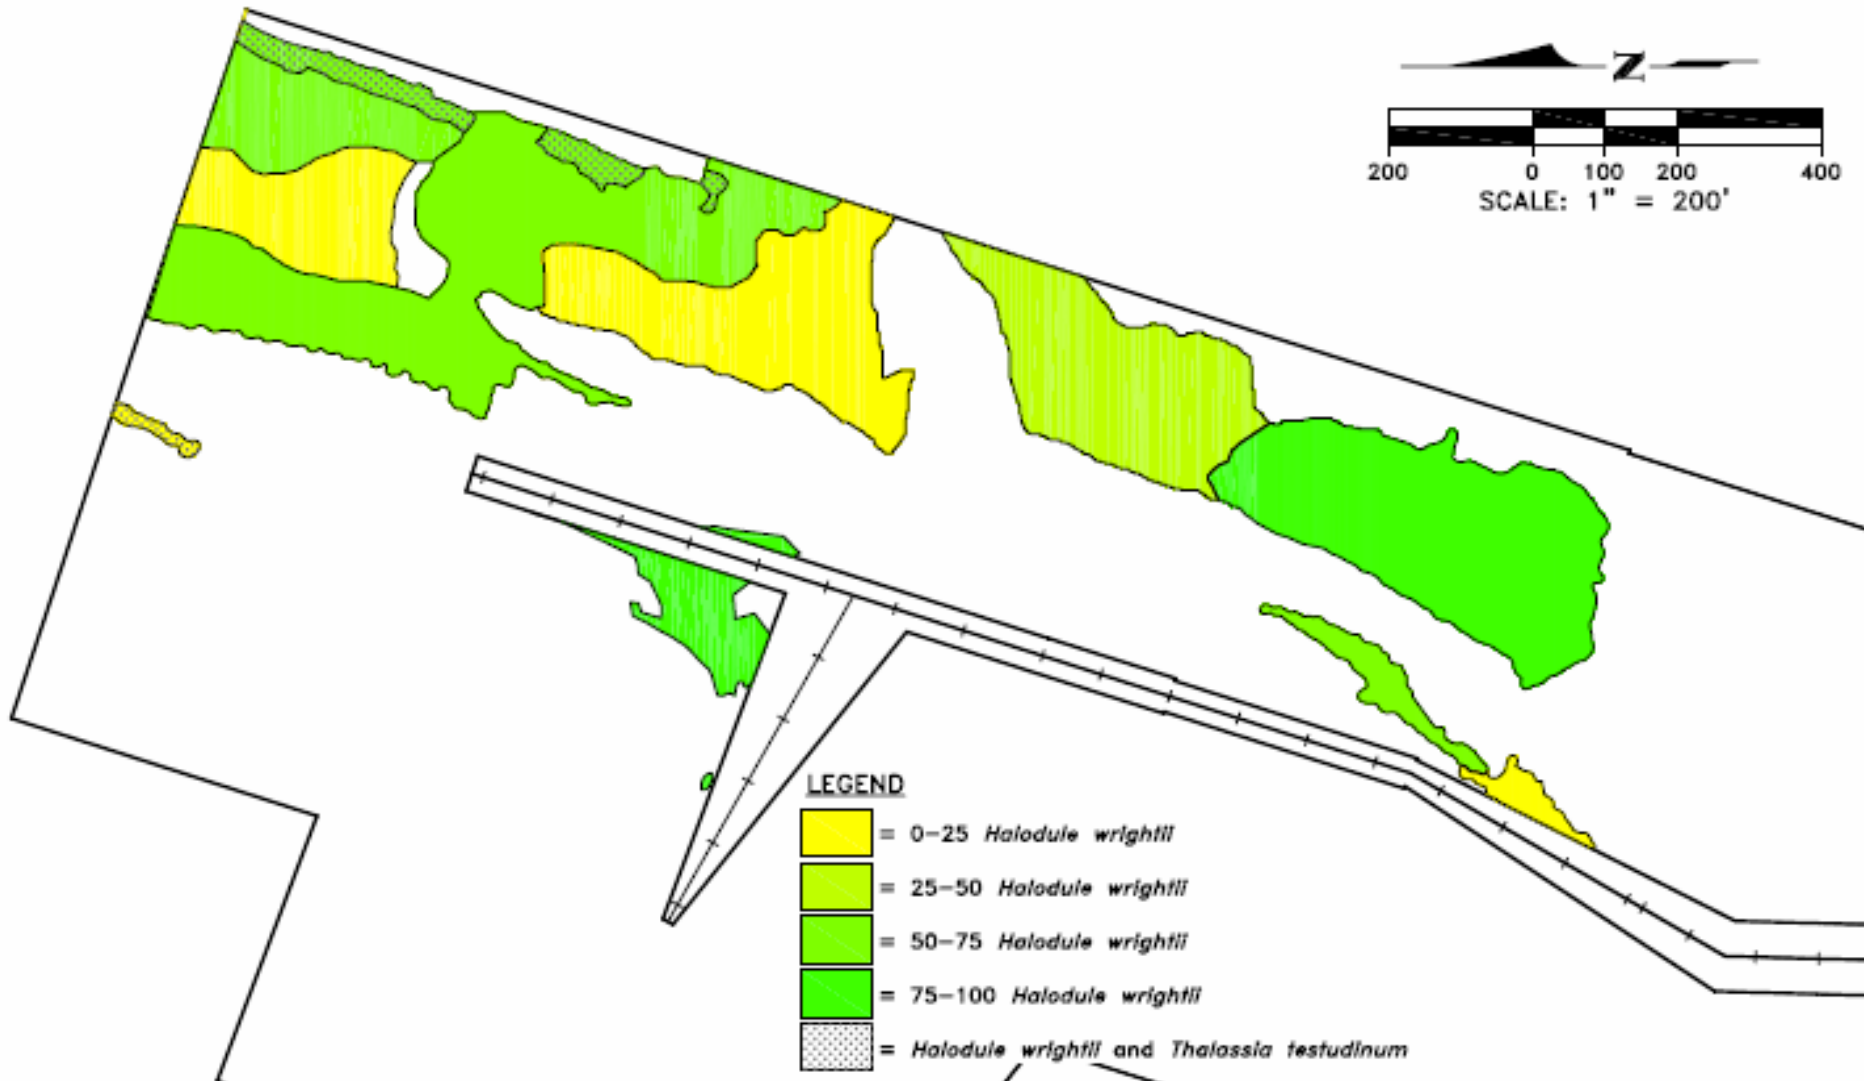 N
200 0 100 200 400
SCALE: 1" = 200'
LEGEND
= 0-25 Halodule wrightii
= 25-50 Halodule wrightii
= 50-75 Halodule wrightii
= 75-100 Halodule wrightii
= Halodule wrightii and Thalassia testudinum